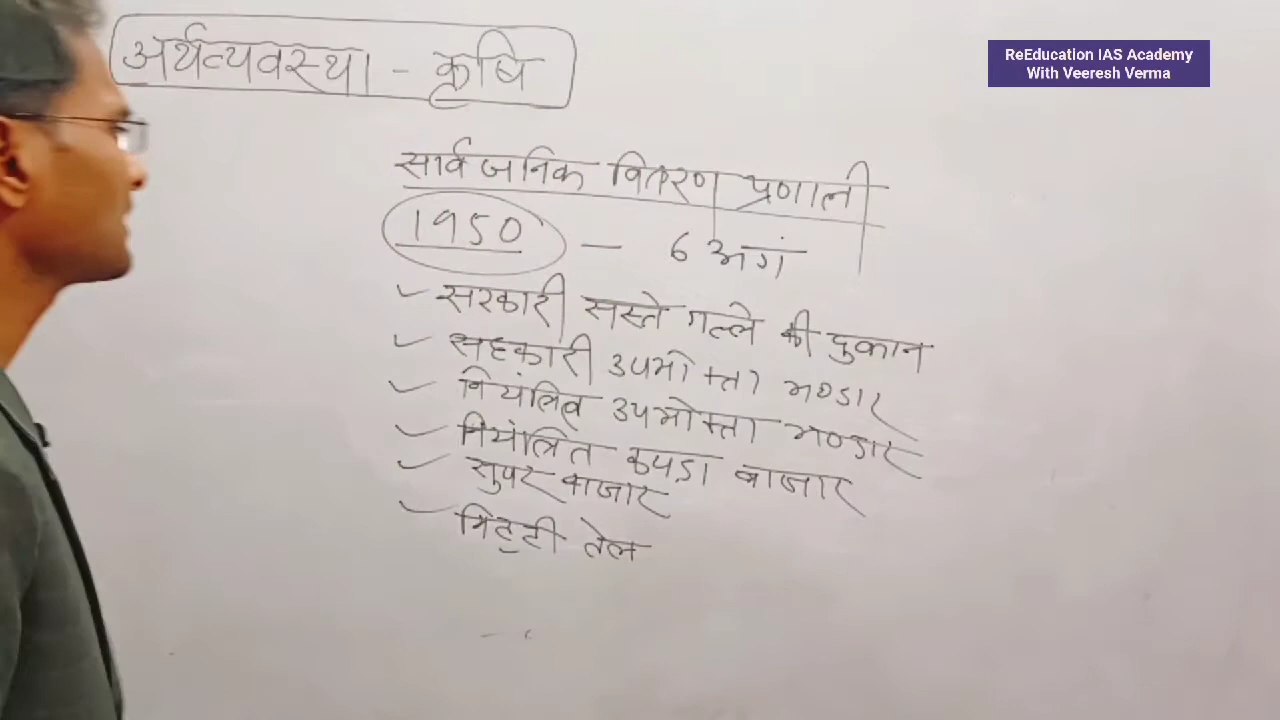 अर्थव्यवस्था - कृषि
ReEducation IAS Academy
With Veeresh Verma
सार्वजनिक वितरण प्रणाली
1950 — 6 अगं
सरकारी सस्ते गल्ले की दुकान
सहकारी उपभोक्ता भण्डार
नियंत्रित उपभोक्ता भण्डार
नियंत्रित कपड़ा बाजार
सुपर बाजार
मिट्टी तेल